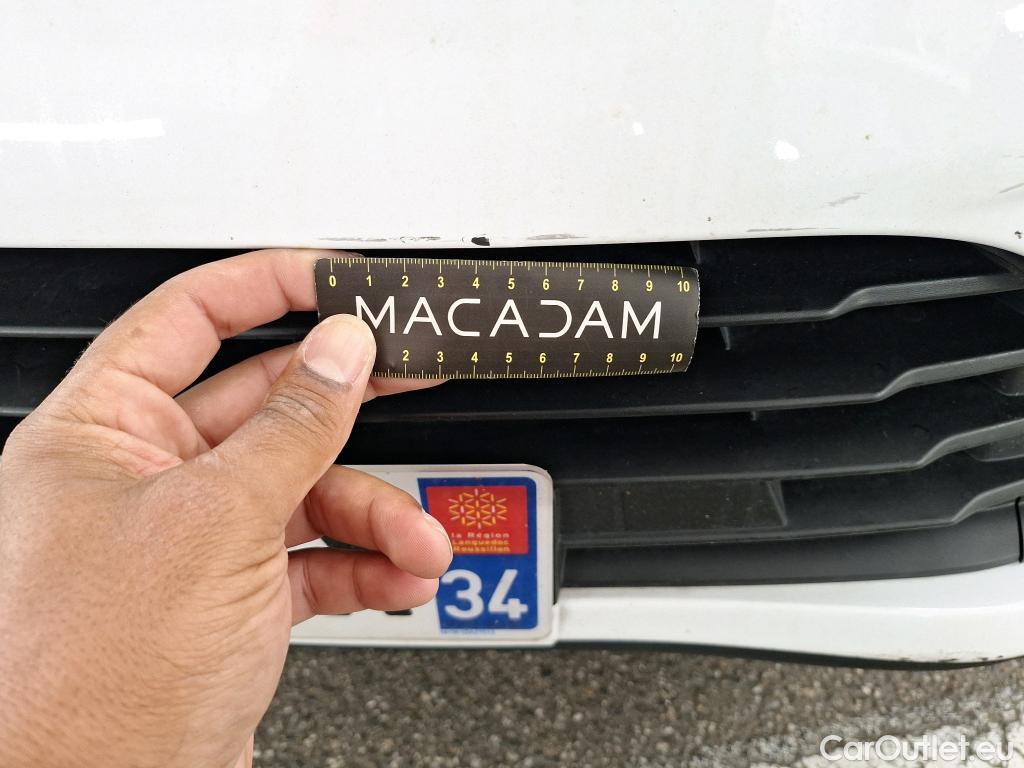 0 1 2 3 4 5 6 7 8 9 10
MACADAM
2 3 4 5 6 7 8 9 10
la Région
Languedoc
Roussillon
34
CarOutlet.eu